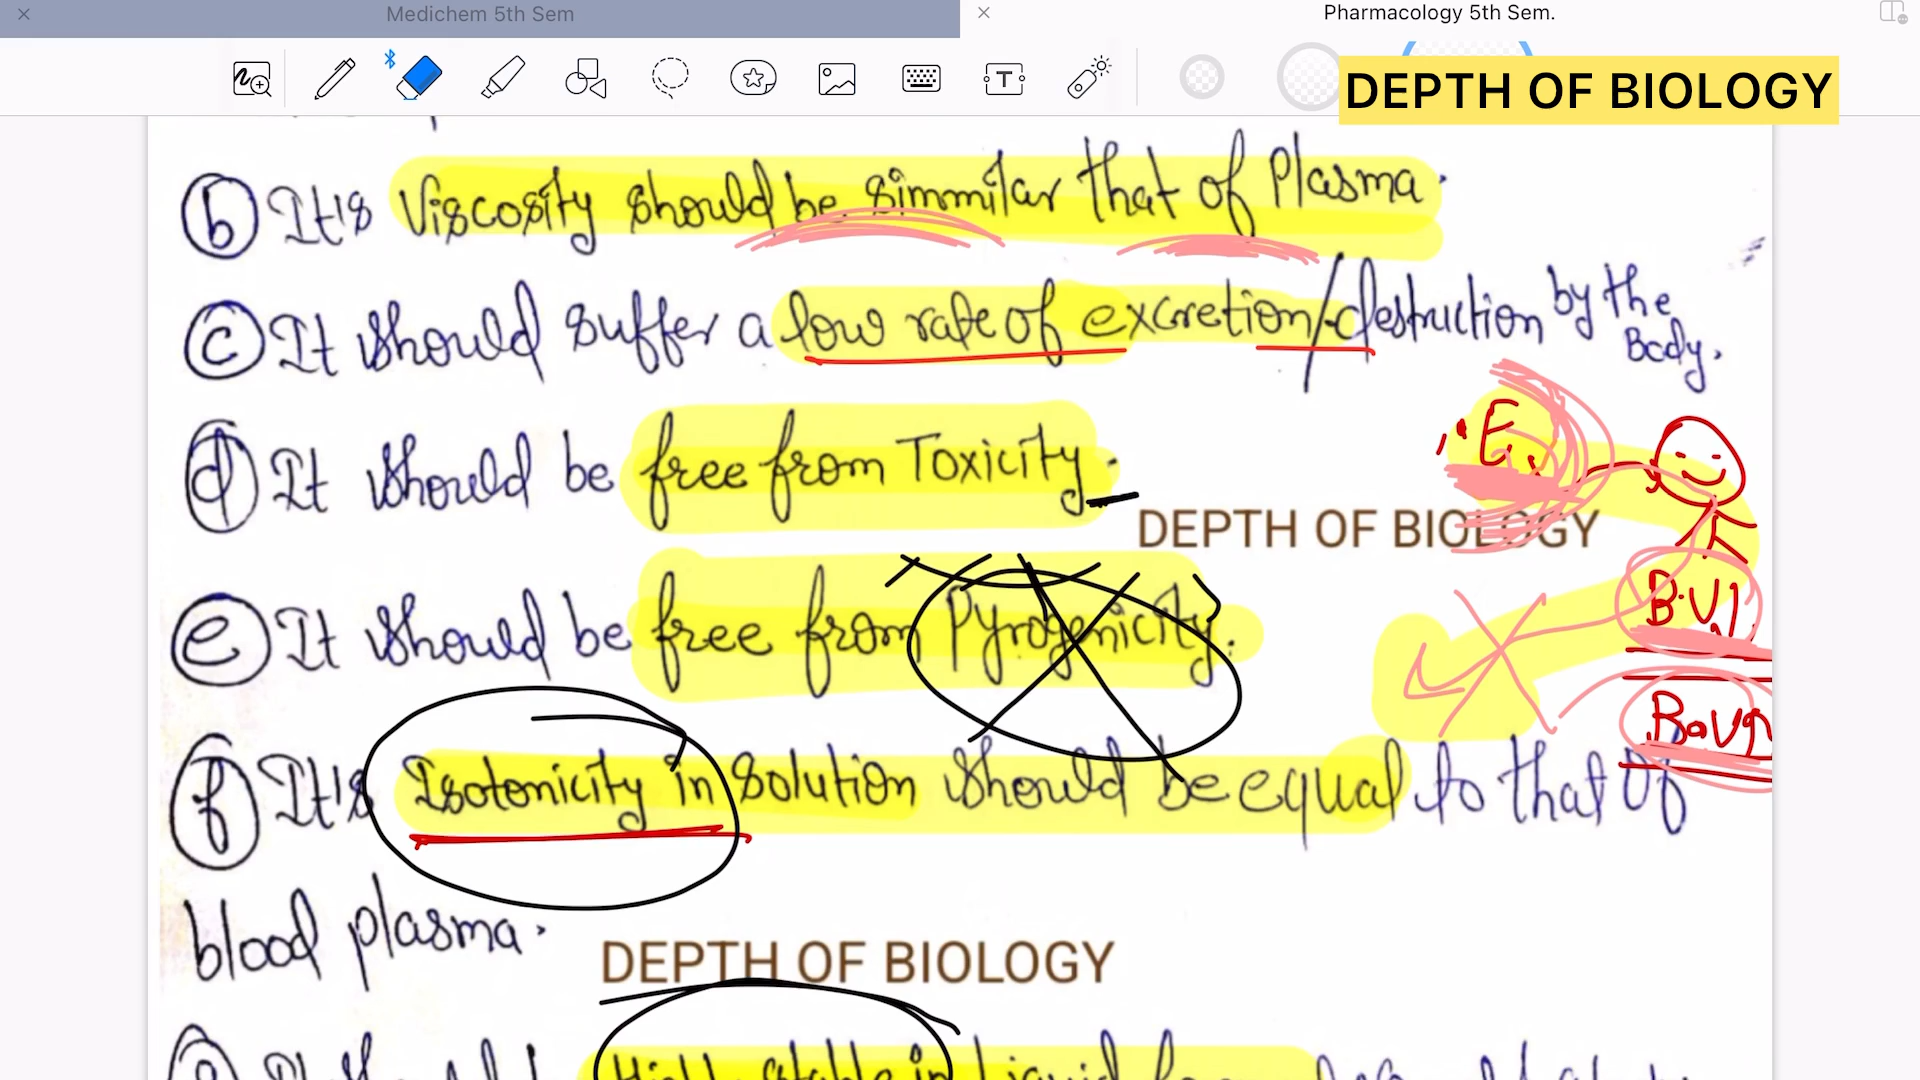 Medichem 5th Sem
Pharmacology 5th Sem.
T
DEPTH OF BIOLOGY
b It's Viscosity should be Simmilar that of Plasma.
c It should suffer a low rate of excretion/destruction by the Body.
d It should be free from Toxicity.
E
DEPTH OF BIOLOGY
e It should be free from Pyrogenicity.
B.V↓
B.V↑
f It's Isotonicity in Solution should be equal to that of
blood plasma.
DEPTH OF BIOLOGY
in Liquid